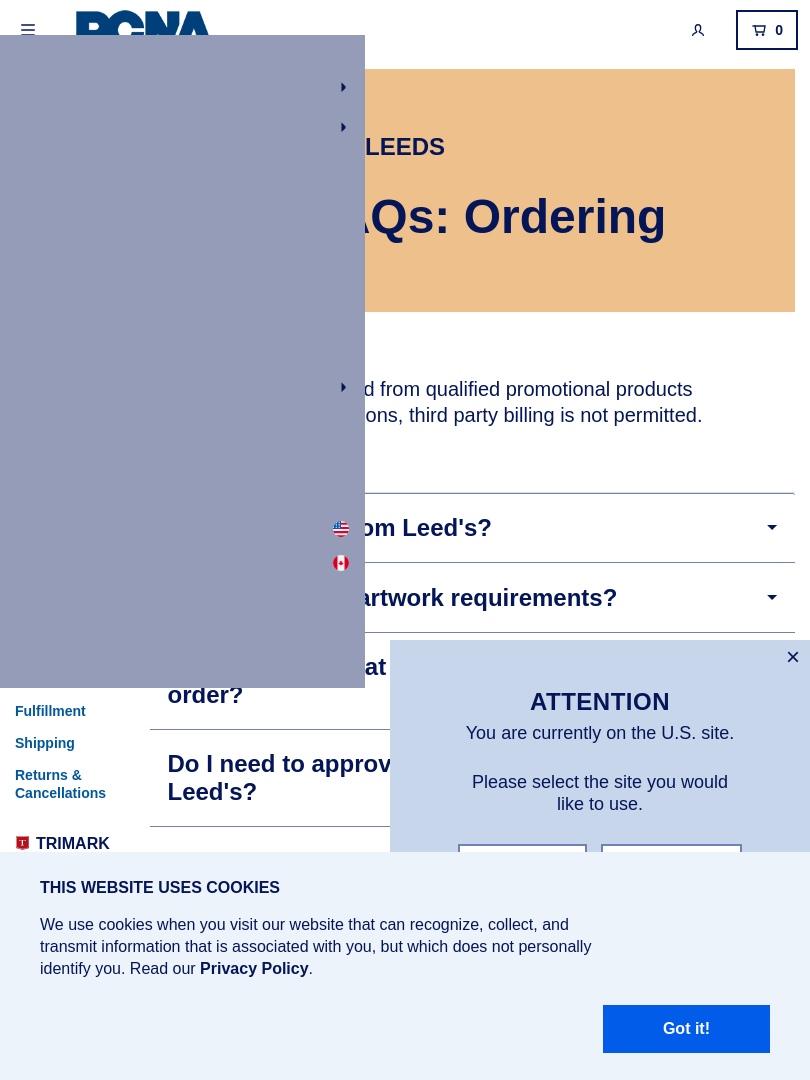 0
LEEDS
AQs: Ordering
d from qualified promotional products
ons, third party billing is not permitted.
om Leed's?
artwork requirements?
at
order?
Do I need to approv
Leed's?
Fulfillment
Shipping
Returns &
Cancellations
TRIMARK
×
ATTENTION
You are currently on the U.S. site.
Please select the site you would
like to use.
THIS WEBSITE USES COOKIES
We use cookies when you visit our website that can recognize, collect, and
transmit information that is associated with you, but which does not personally
identify you. Read our Privacy Policy.
Got it!